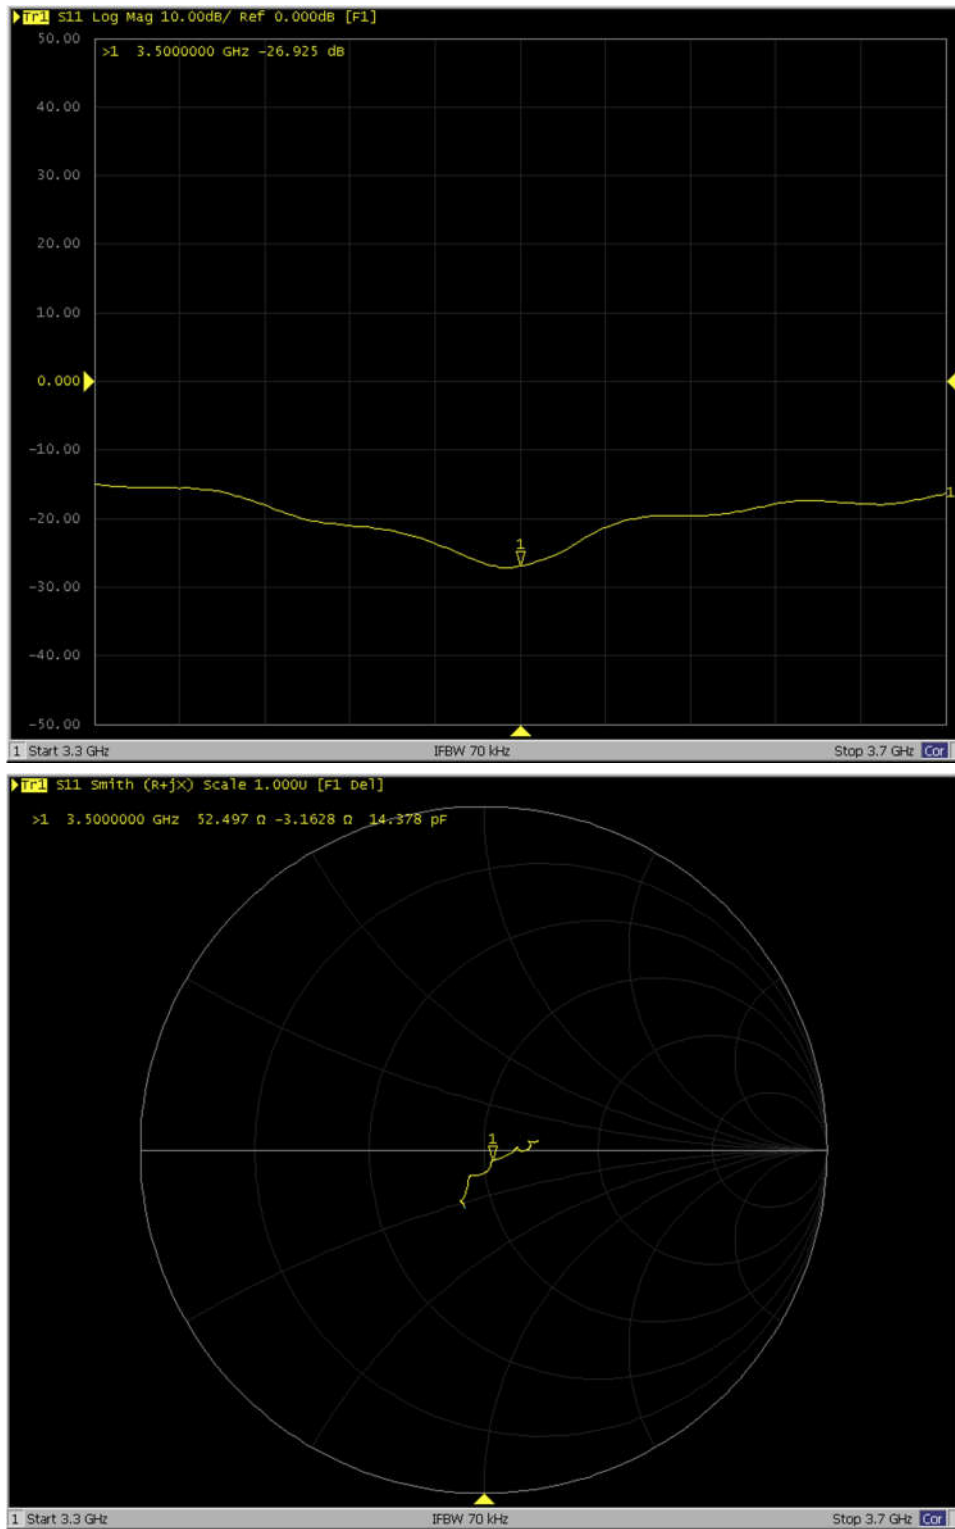 Tr1 S11 Log Mag 10.00dB/ Ref 0.000dB [F1]
50.00
>1 3.5000000 GHz -26.925 dB
40.00
30.00
20.00
10.00
0.000
-10.00
1
-20.00
1
-30.00
-40.00
-50.00
1 Start 3.3 GHz IFBW 70 kHz Stop 3.7 GHz Cor
Tr1 S11 Smith (R+jX) Scale 1.000U [F1 Del]
>1 3.5000000 GHz 52.497 Ω -3.1628 Ω 14.378 pF
1
1 Start 3.3 GHz IFBW 70 kHz Stop 3.7 GHz Cor